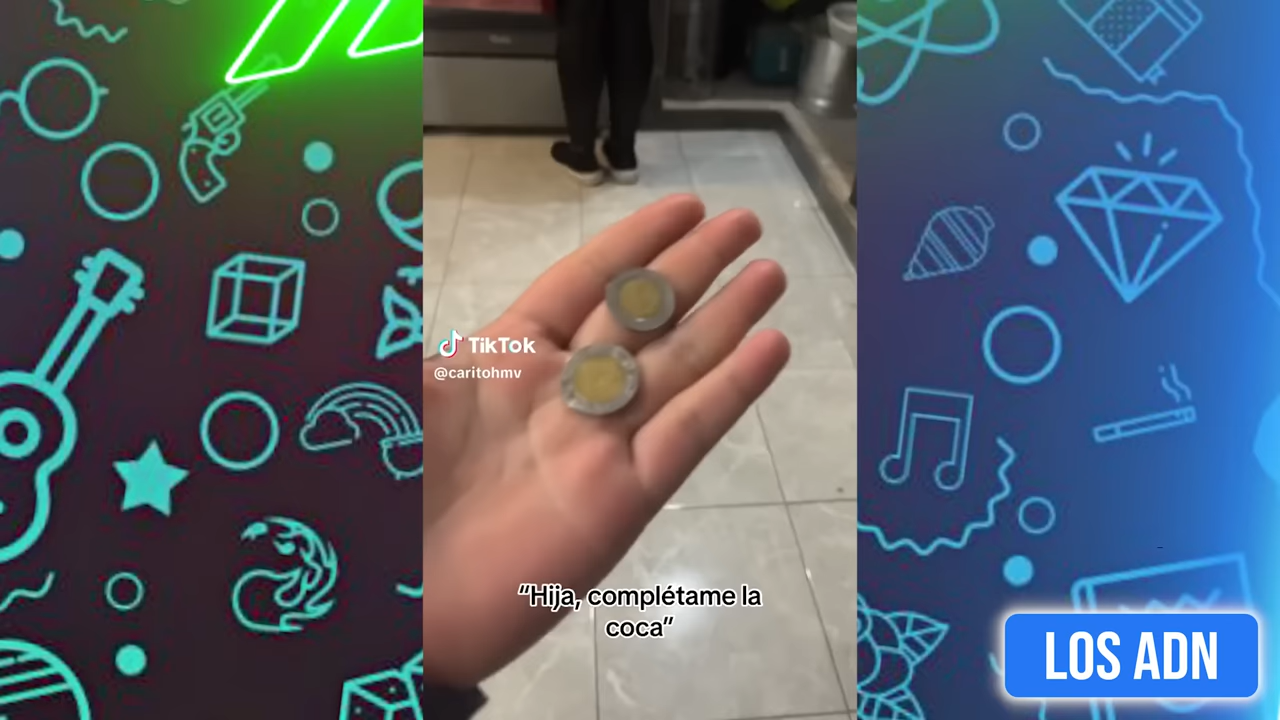 TikTok
@caritohmv
“Hija, complétame la
coca”
LOS ADN